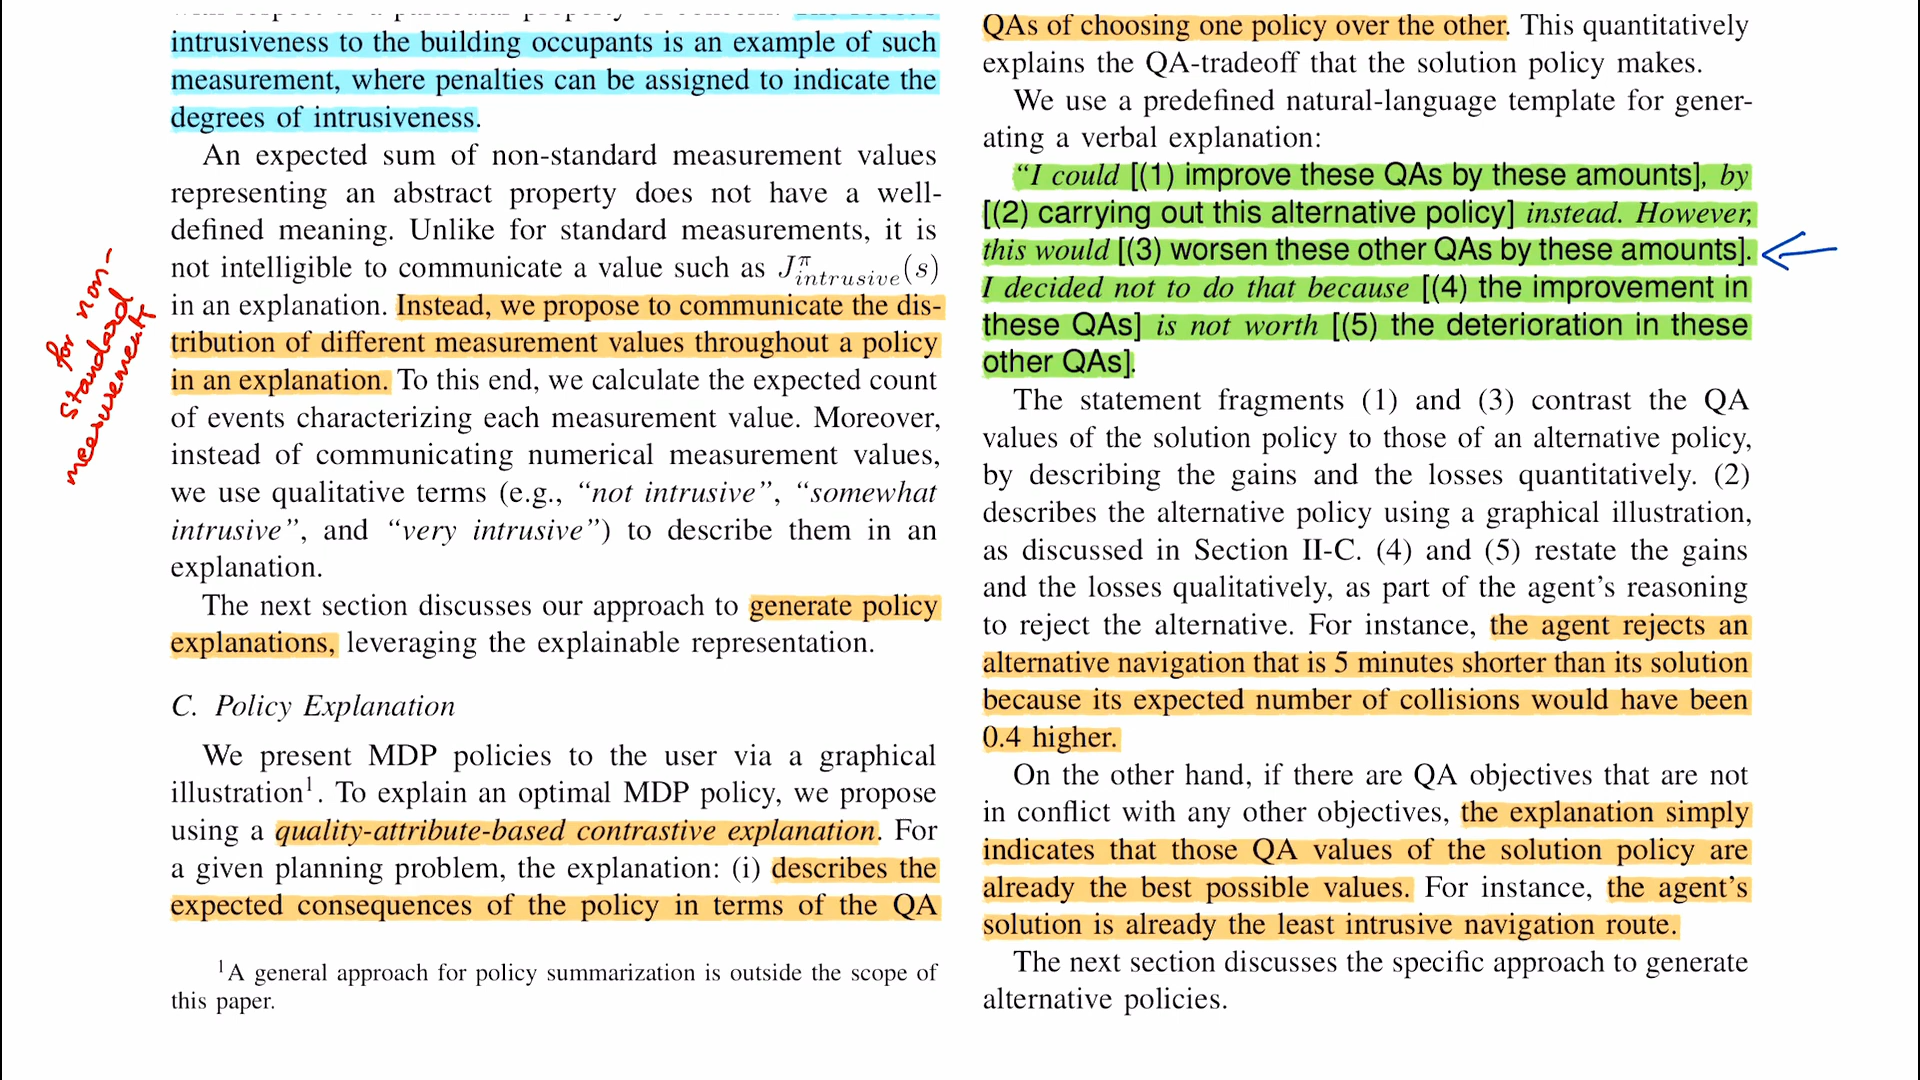 intrusiveness to the building occupants is an example of such
measurement, where penalties can be assigned to indicate the
degrees of intrusiveness.
An expected sum of non-standard measurement values
representing an abstract property does not have a well-
defined meaning. Unlike for standard measurements, it is
not intelligible to communicate a value such as J^π_intrusive(s)
in an explanation. Instead, we propose to communicate the dis-
tribution of different measurement values throughout a policy
in an explanation. To this end, we calculate the expected count
of events characterizing each measurement value. Moreover,
instead of communicating numerical measurement values,
we use qualitative terms (e.g., “not intrusive”, “somewhat
intrusive”, and “very intrusive”) to describe them in an
explanation.
The next section discusses our approach to generate policy
explanations, leveraging the explainable representation.
C. Policy Explanation
We present MDP policies to the user via a graphical
illustration¹. To explain an optimal MDP policy, we propose
using a quality-attribute-based contrastive explanation. For
a given planning problem, the explanation: (i) describes the
expected consequences of the policy in terms of the QA
¹A general approach for policy summarization is outside the scope of
this paper.
for non-
standard
measurement
QAs of choosing one policy over the other. This quantitatively
explains the QA-tradeoff that the solution policy makes.
We use a predefined natural-language template for gener-
ating a verbal explanation:
“I could [(1) improve these QAs by these amounts], by
[(2) carrying out this alternative policy] instead. However,
this would [(3) worsen these other QAs by these amounts].
I decided not to do that because [(4) the improvement in
these QAs] is not worth [(5) the deterioration in these
other QAs].
The statement fragments (1) and (3) contrast the QA
values of the solution policy to those of an alternative policy,
by describing the gains and the losses quantitatively. (2)
describes the alternative policy using a graphical illustration,
as discussed in Section II-C. (4) and (5) restate the gains
and the losses qualitatively, as part of the agent’s reasoning
to reject the alternative. For instance, the agent rejects an
alternative navigation that is 5 minutes shorter than its solution
because its expected number of collisions would have been
0.4 higher.
On the other hand, if there are QA objectives that are not
in conflict with any other objectives, the explanation simply
indicates that those QA values of the solution policy are
already the best possible values. For instance, the agent’s
solution is already the least intrusive navigation route.
The next section discusses the specific approach to generate
alternative policies.